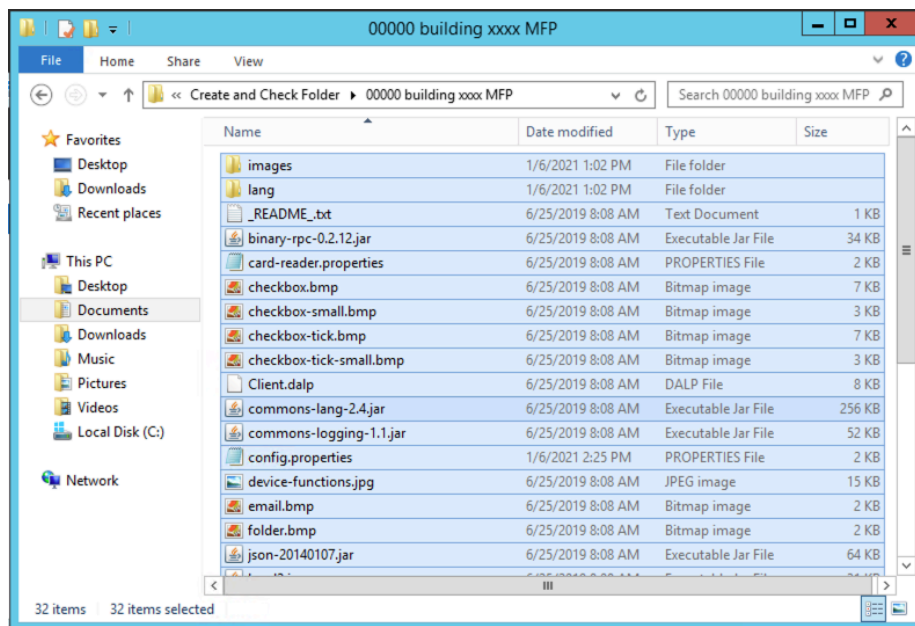 00000 building xxxx MFP
File Home Share View
« Create and Check Folder 00000 building xxx MFP Search 00000 building xxx MFP
Name Date modified Type Size
Favorites
Desktop
Downloads
Recent places
This PC
Desktop
Documents
Downloads
Music
Pictures
Videos
Local Disk (C:)
Network
images 1/6/2021 1:02 PM File folder
lang 1/6/2021 1:02 PM File folder
_README_.txt 6/25/2019 8:08 AM Text Document 1 KB
binary-rpc-0.2.12.jar 6/25/2019 8:08 AM Executable Jar File 34 KB
card-reader.properties 6/25/2019 8:08 AM PROPERTIES File 2 KB
checkbox.bmp 6/25/2019 8:08 AM Bitmap image 7 KB
checkbox-small.bmp 6/25/2019 8:08 AM Bitmap image 3 KB
checkbox-tick.bmp 6/25/2019 8:08 AM Bitmap image 7 KB
checkbox-tick-small.bmp 6/25/2019 8:08 AM Bitmap image 3 KB
Client.dalp 6/25/2019 8:08 AM DALP File 8 KB
commons-lang-2.4.jar 6/25/2019 8:08 AM Executable Jar File 256 KB
commons-logging-1.1.jar 6/25/2019 8:08 AM Executable Jar File 52 KB
config.properties 1/6/2021 2:25 PM PROPERTIES File 2 KB
device-functions.jpg 6/25/2019 8:08 AM JPEG image 15 KB
email.bmp 6/25/2019 8:08 AM Bitmap image 2 KB
folder.bmp 6/25/2019 8:08 AM Bitmap image 2 KB
json-20140107.jar 6/25/2019 8:08 AM Executable Jar File 64 KB
32 items 32 items selected